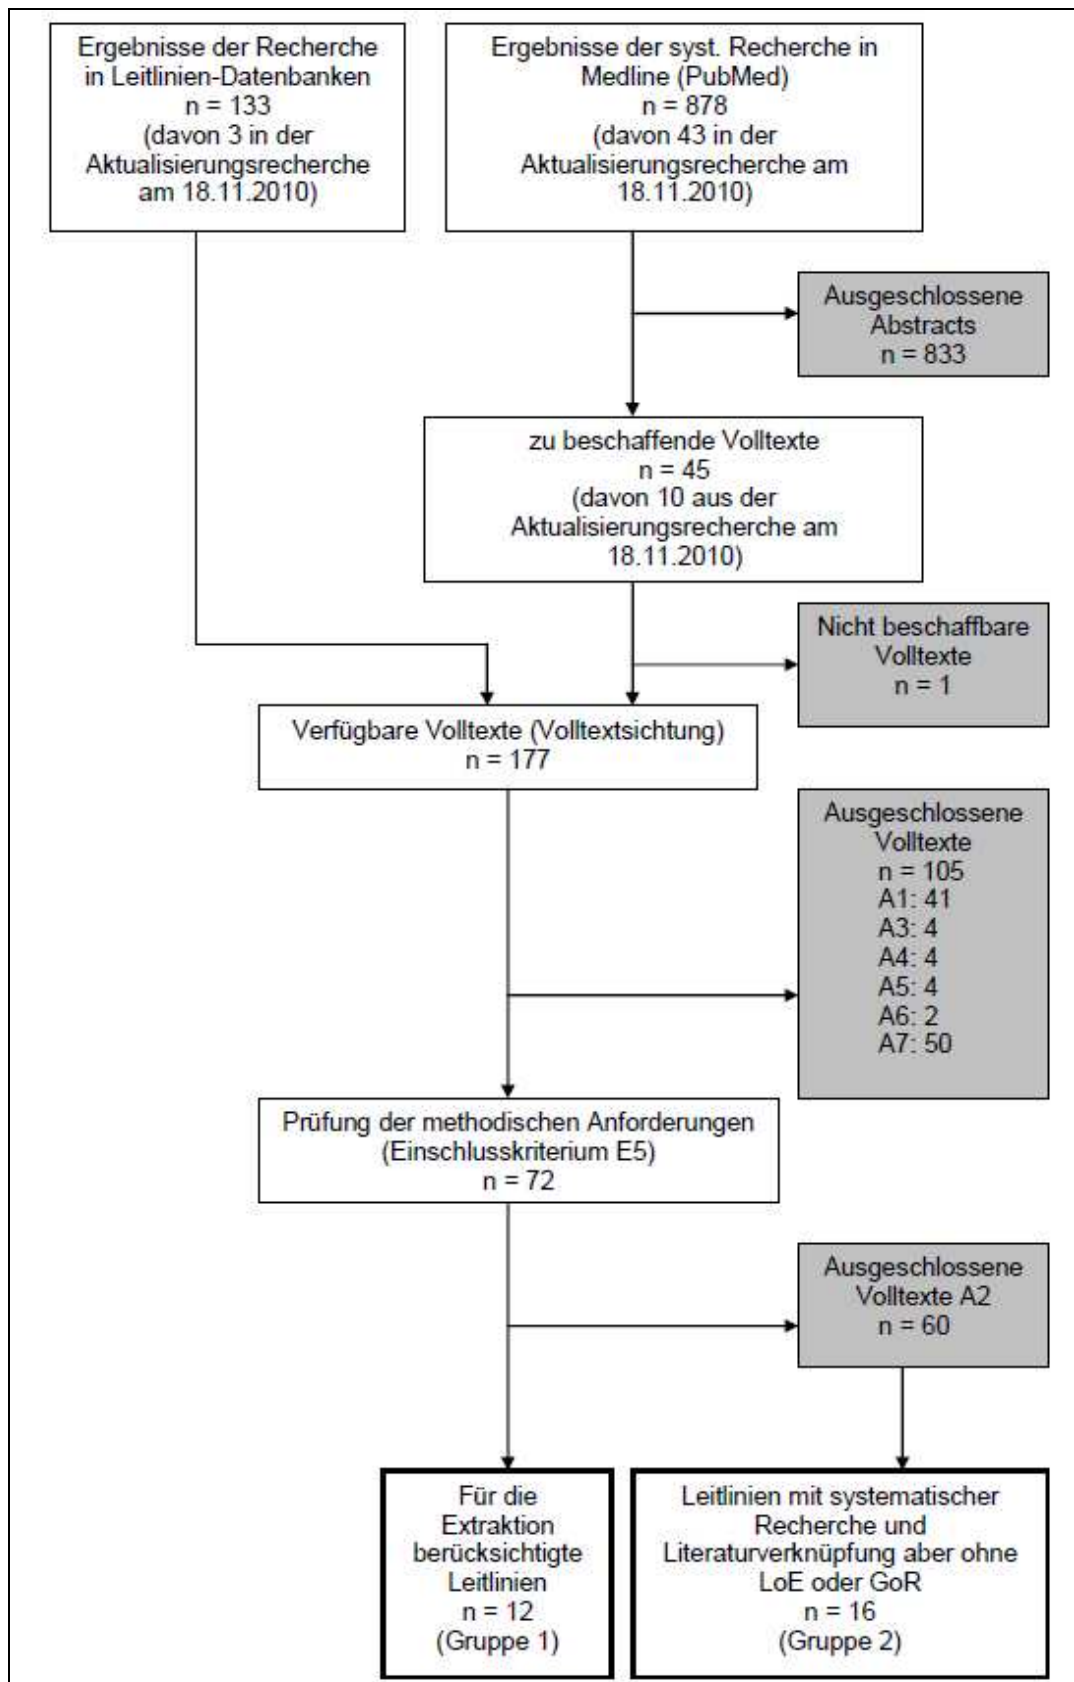 Ergebnisse der Recherche
in Leitlinien-Datenbanken
n = 133
(davon 3 in der
Aktualisierungsrecherche
am 18.11.2010)
Ergebnisse der syst. Recherche in
Medline (PubMed)
n = 878
(davon 43 in der
Aktualisierungsrecherche am
18.11.2010)
Ausgeschlossene
Abstracts
n = 833
zu beschaffende Volltexte
n = 45
(davon 10 aus der
Aktualisierungsrecherche am
18.11.2010)
Nicht beschaffbare
Volltexte
n = 1
Verfügbare Volltexte (Volltextsichtung)
n = 177
Ausgeschlossene
Volltexte
n = 105
A1: 41
A3: 4
A4: 4
A5: 4
A6: 2
A7: 50
Prüfung der methodischen Anforderungen
(Einschlusskriterium E5)
n = 72
Ausgeschlossene
Volltexte A2
n = 60
Für die
Extraktion
berücksichtigte
Leitlinien
n = 12
(Gruppe 1)
Leitlinien mit systematischer
Recherche und
Literaturverknüpfung aber ohne
LoE oder GoR
n = 16
(Gruppe 2)